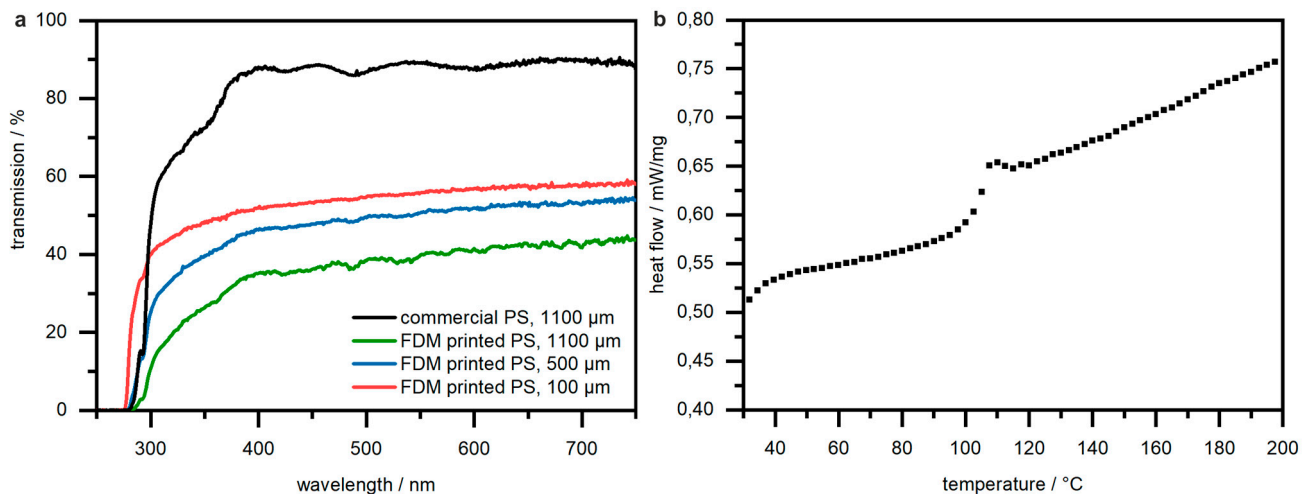 a
100
80
60
40
20
0
transmission / %
300
400
500
600
700
wavelength / nm
commercial PS, 1100 µm
FDM printed PS, 1100 µm
FDM printed PS, 500 µm
FDM printed PS, 100 µm
b
0,80
0,75
0,70
0,65
0,60
0,55
0,50
0,45
0,40
heat flow / mW/mg
40
60
80
100
120
140
160
180
200
temperature / °C